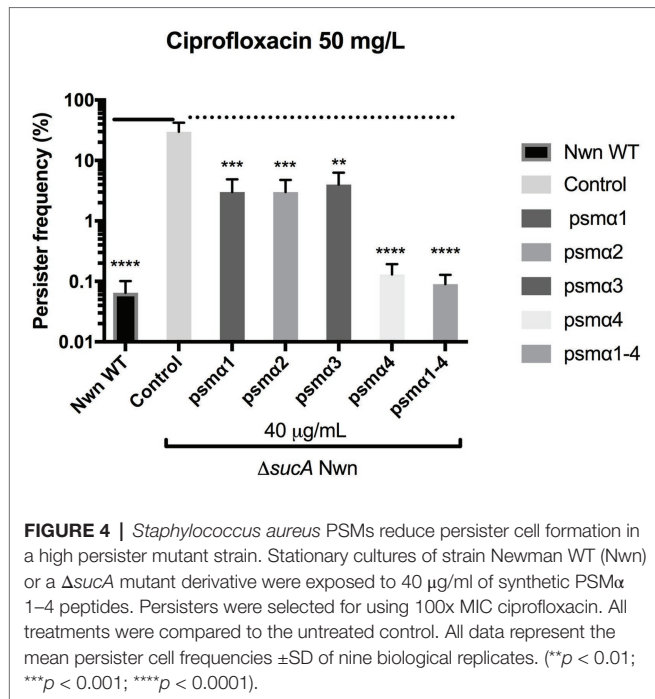 Ciprofloxacin 50 mg/L
Persister frequency (%)
100
10
1
0.1
0.01
****
***
***
**
****
****
Nwn WT
Control
psmα1
psmα2
psmα3
psmα4
psmα1-4
40 μg/mL
ΔsucA Nwn
Nwn WT
Control
psmα1
psmα2
psmα3
psmα4
psmα1-4
FIGURE 4 | Staphylococcus aureus PSMs reduce persister cell formation in
a high persister mutant strain. Stationary cultures of strain Newman WT (Nwn)
or a ΔsucA mutant derivative were exposed to 40 μg/ml of synthetic PSMα
1–4 peptides. Persisters were selected for using 100x MIC ciprofloxacin. All
treatments were compared to the untreated control. All data represent the
mean persister cell frequencies ±SD of nine biological replicates. (**p < 0.01;
***p < 0.001; ****p < 0.0001).